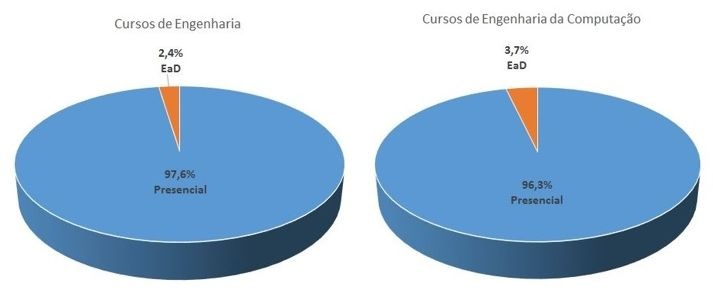 Cursos de Engenharia
2,4%
EaD
97,6%
Presencial
Cursos de Engenharia da Computação
3,7%
EaD
96,3%
Presencial